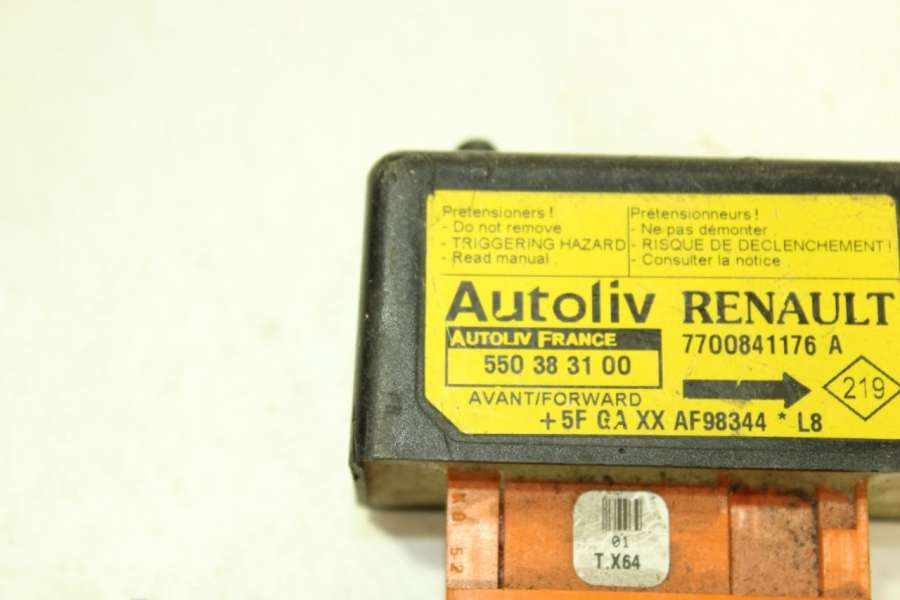 Pretensioners !
- Do not remove
- TRIGGERING HAZARD
- Read manual
Prétensionneurs !
- Ne pas démonter
- RISQUE DE DECLENCHEMENT !
- Consulter la notice
Autoliv RENAULT
AUTOLIV FRANCE
7700841176 A
550 38 31 00
219
AVANT/FORWARD
+5F GA XX AF98344 * L8
01
T.X64